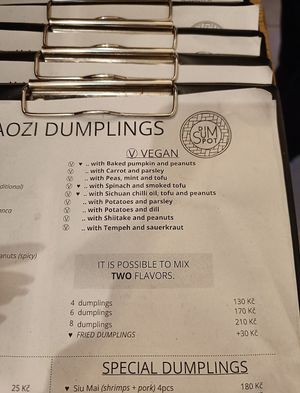 AOZI DUMPLINGS
SUM
SPOT
Ⓥ VEGAN
Ⓥ ♥ .. with Baked pumpkin and peanuts
Ⓥ .. with Carrot and parsley
Ⓥ .. with Peas, mint and tofu
Ⓥ ♥ .. with Spinach and smoked tofu
Ⓥ ♥ .. with Sichuan chilli oil, tofu and peanuts
Ⓥ .. with Potatoes and parsley
Ⓥ .. with Potatoes and dill
Ⓥ .. with Shiitake and peanuts
Ⓥ .. with Tempeh and sauerkraut
ditional)
anca
anuts (spicy)
IT IS POSSIBLE TO MIX
TWO FLAVORS.
4 dumplings 130 Kč
6 dumplings 170 Kč
8 dumplings 210 Kč
♥ FRIED DUMPLINGS +30 Kč
SPECIAL DUMPLINGS
25 Kč
♥ Siu Mai (shrimps + pork) 4pcs 180 Kč